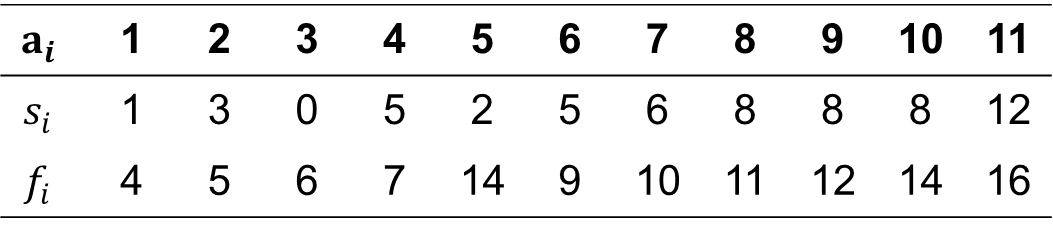 aᵢ 1 2 3 4 5 6 7 8 9 10 11
sᵢ 1 3 0 5 2 5 6 8 8 8 12
fᵢ 4 5 6 7 14 9 10 11 12 14 16